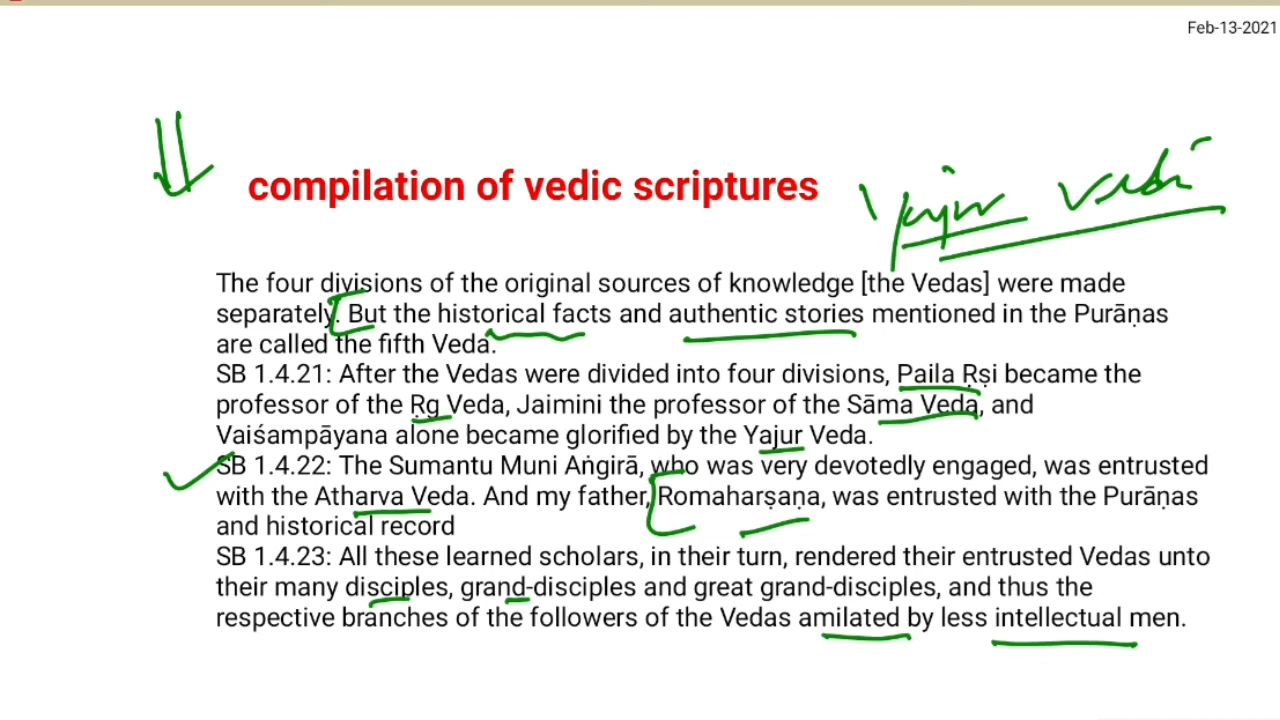 Feb-13-2021
compilation of vedic scriptures
Yajur Vedi
The four divisions of the original sources of knowledge [the Vedas] were made
separately. But the historical facts and authentic stories mentioned in the Purāṇas
are called the fifth Veda.
SB 1.4.21: After the Vedas were divided into four divisions, Paila Ṛṣi became the
professor of the Ṛg Veda, Jaimini the professor of the Sāma Veda, and
Vaiśampāyana alone became glorified by the Yajur Veda.
SB 1.4.22: The Sumantu Muni Aṅgirā, who was very devotedly engaged, was entrusted
with the Atharva Veda. And my father, Romaharṣaṇa, was entrusted with the Purāṇas
and historical record
SB 1.4.23: All these learned scholars, in their turn, rendered their entrusted Vedas unto
their many disciples, grand-disciples and great grand-disciples, and thus the
respective branches of the followers of the Vedas amilated by less intellectual men.